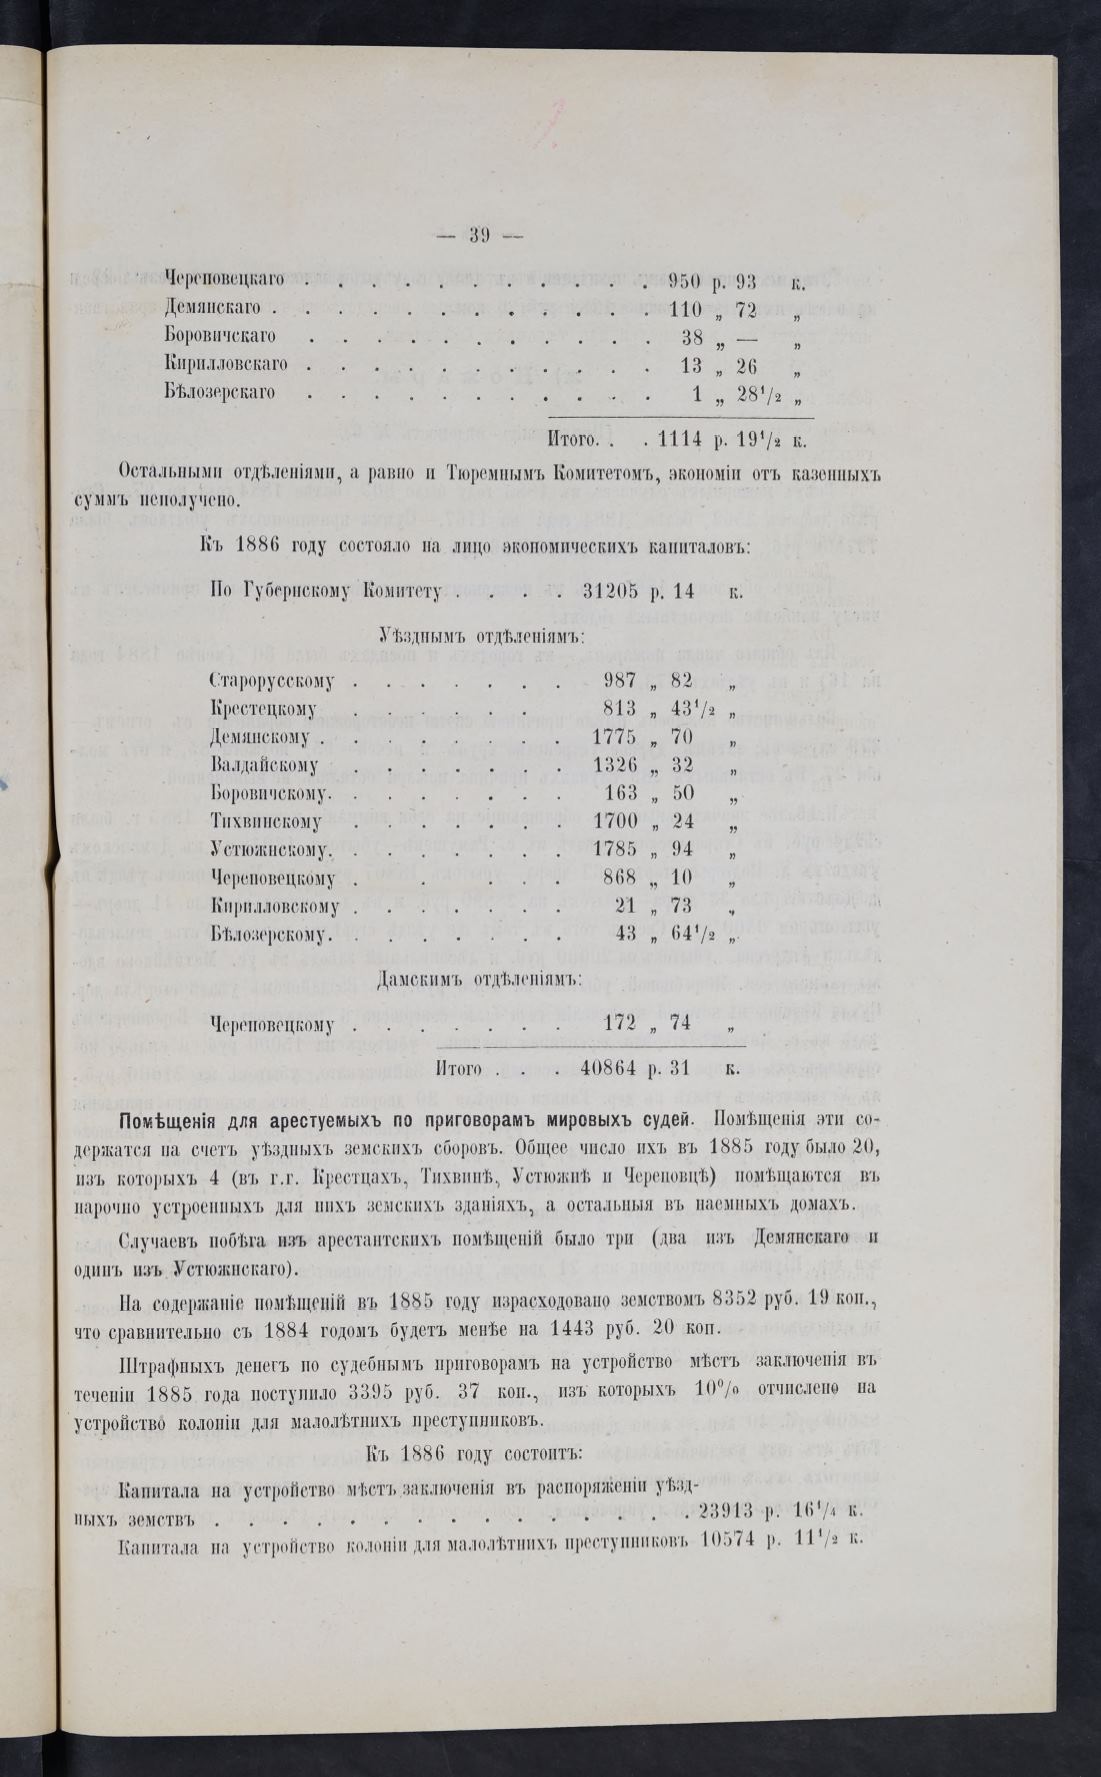 — 39 —
Череповецкаго . . . . . . . . . . . 950 р. 93 к.
Демянскаго . . . . . . . . . . . . 110 „ 72 „
Боровичскаго . . . . . . . . . . . 38 „ — „
Кирилловскаго . . . . . . . . . . . 13 „ 26 „
Бѣлозерскаго . . . . . . . . . . . 1 „ 28¹/₂ „
Итого. . . 1114 р. 19¹/₂ к.
Остальными отдѣленіями, а равно и Тюремнымъ Комитетомъ, экономіи отъ казенныхъ
суммъ неполучено.
Къ 1886 году состояло на лицо экономическихъ капиталовъ:
По Губернскому Комитету . . . . 31205 р. 14 к.
Уѣзднымъ отдѣленіямъ:
Старорусскому . . . . . . . 987 „ 82 „
Крестецкому . . . . . . 813 „ 43¹/₂ „
Демянскому . . . . . . . . 1775 „ 70 „
Валдайскому . . . . . . . 1326 „ 32 „
Боровичскому. . . . . . . . 163 „ 50 „
Тихвинскому . . . . . . . 1700 „ 24 „
Устюжнскому. . . . . . . . 1785 „ 94 „
Череповецкому . . . . . 868 „ 10 „
Кирилловскому . . . . . . . 21 „ 73 „
Бѣлозерскому. . . . . . . . 43 „ 64¹/₂ „
Дамскимъ отдѣленіямъ:
Череповецкому . . . . . . . 172 „ 74 „
Итого . . . 40864 р. 31 к.
Помѣщенія для арестуемыхъ по приговорамъ мировыхъ судей. Помѣщенія эти со-
держатся на счетъ уѣздныхъ земскихъ сборовъ. Общее число ихъ въ 1885 году было 20,
изъ которыхъ 4 (въ г.г. Крестцахъ, Тихвинѣ, Устюжнѣ и Череповцѣ) помѣщаются въ
нарочно устроенныхъ для нихъ земскихъ зданіяхъ, а остальныя въ наемныхъ домахъ.
Случаевъ побѣга изъ арестантскихъ помѣщеній было три (два изъ Демянскаго и
одинъ изъ Устюжнскаго).
На содержаніе помѣщеній въ 1885 году израсходовано земствомъ 8352 руб. 19 коп.,
что сравнительно съ 1884 годомъ будетъ менѣе на 1443 руб. 20 коп.
Штрафныхъ денегъ по судебнымъ приговорамъ на устройство мѣстъ заключенія въ
теченіи 1885 года поступило 3395 руб. 37 коп., изъ которыхъ 10% отчислено на
устройство колоніи для малолѣтнихъ преступниковъ.
Къ 1886 году состоитъ:
Капитала на устройство мѣстъ заключенія въ распоряженіи уѣзд-
ныхъ земствъ . . . . . . . . . . . . . . . 23913 р. 16¹/₄ к.
Капитала на устройство колоніи для малолѣтнихъ преступниковъ 10574 р. 11¹/₂ к.